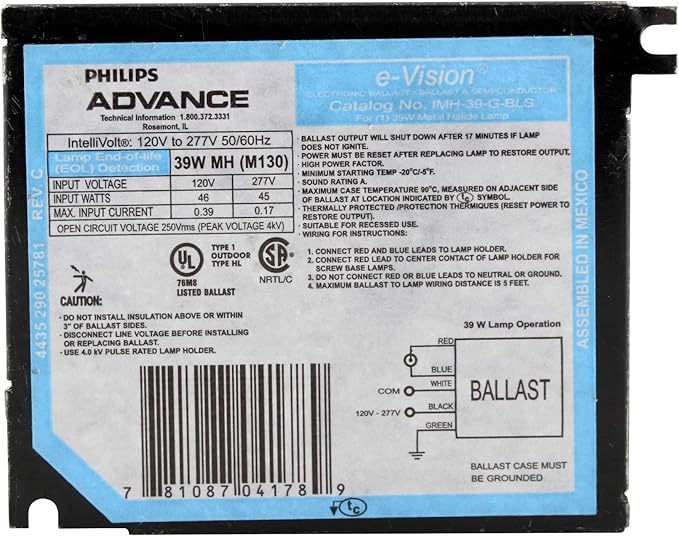 PHILIPS
ADVANCE
Technical Information 1.800.372.3331
Rosemont, IL
e-Vision®
ELECTRONIC BALLAST • BALLAST A SEMICONDUCTOR
Catalog No. IMH-39-G-BLS
For (1) 39W Metal Halide Lamp
IntelliVolt®: 120V to 277V 50/60Hz
Lamp End-of-life
(EOL) Detection
39W MH (M130)
INPUT VOLTAGE 120V 277V
INPUT WATTS 46 45
MAX. INPUT CURRENT 0.39 0.17
OPEN CIRCUIT VOLTAGE 250Vrms (PEAK VOLTAGE 4kV)
UL
76M8
LISTED BALLAST
TYPE 1
OUTDOOR
TYPE HL
SA
NRTL/C
CAUTION:
· DO NOT INSTALL INSULATION ABOVE OR WITHIN
3" OF BALLAST SIDES.
· DISCONNECT LINE VOLTAGE BEFORE INSTALLING
OR REPLACING BALLAST.
· USE 4.0 kV PULSE RATED LAMP HOLDER.
• BALLAST OUTPUT WILL SHUT DOWN AFTER 17 MINUTES IF LAMP
DOES NOT IGNITE.
• POWER MUST BE RESET AFTER REPLACING LAMP TO RESTORE OUTPUT.
• HIGH POWER FACTOR.
• MINIMUM STARTING TEMP -20°C/-5°F.
• SOUND RATING A.
• MAXIMUM CASE TEMPERATURE 90°C, MEASURED ON ADJACENT SIDE
OF BALLAST AT LOCATION INDICATED BY tc SYMBOL.
• THERMALLY PROTECTED /PROTECTION THERMIQUES (RESET POWER TO
RESTORE OUTPUT).
• SUITABLE FOR RECESSED USE.
• WIRING FOR INSTRUCTIONS:
1. CONNECT RED AND BLUE LEADS TO LAMP HOLDER.
2. CONNECT RED LEAD TO CENTER CONTACT OF LAMP HOLDER FOR
SCREW BASE LAMPS.
3. DO NOT CONNECT RED OR BLUE LEADS TO NEUTRAL OR GROUND.
4. MAXIMUM BALLAST TO LAMP WIRING DISTANCE IS 5 FEET.
39 W Lamp Operation
RED
BLUE
COM WHITE
120V - 277V BLACK
GREEN
BALLAST
BALLAST CASE MUST
BE GROUNDED
4435 290 25781 REV. C
ASSEMBLED IN MEXICO
7 81087 04178 9
tc